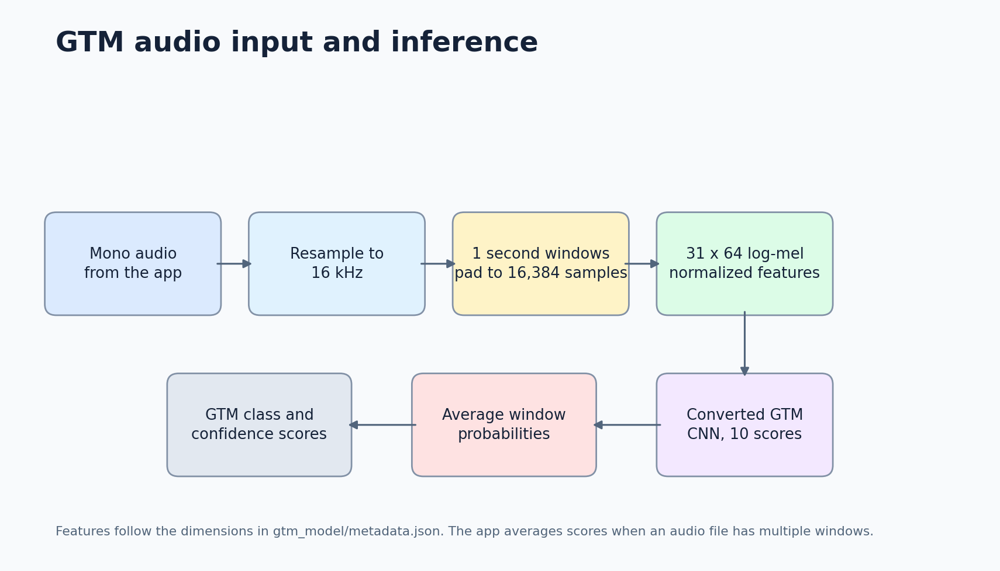 GTM audio input and inference
Mono audio
from the app
Resample to
16 kHz
1 second windows
pad to 16,384 samples
31 x 64 log-mel
normalized features
Converted GTM
CNN, 10 scores
Average window
probabilities
GTM class and
confidence scores
Features follow the dimensions in gtm_model/metadata.json. The app averages scores when an audio file has multiple windows.